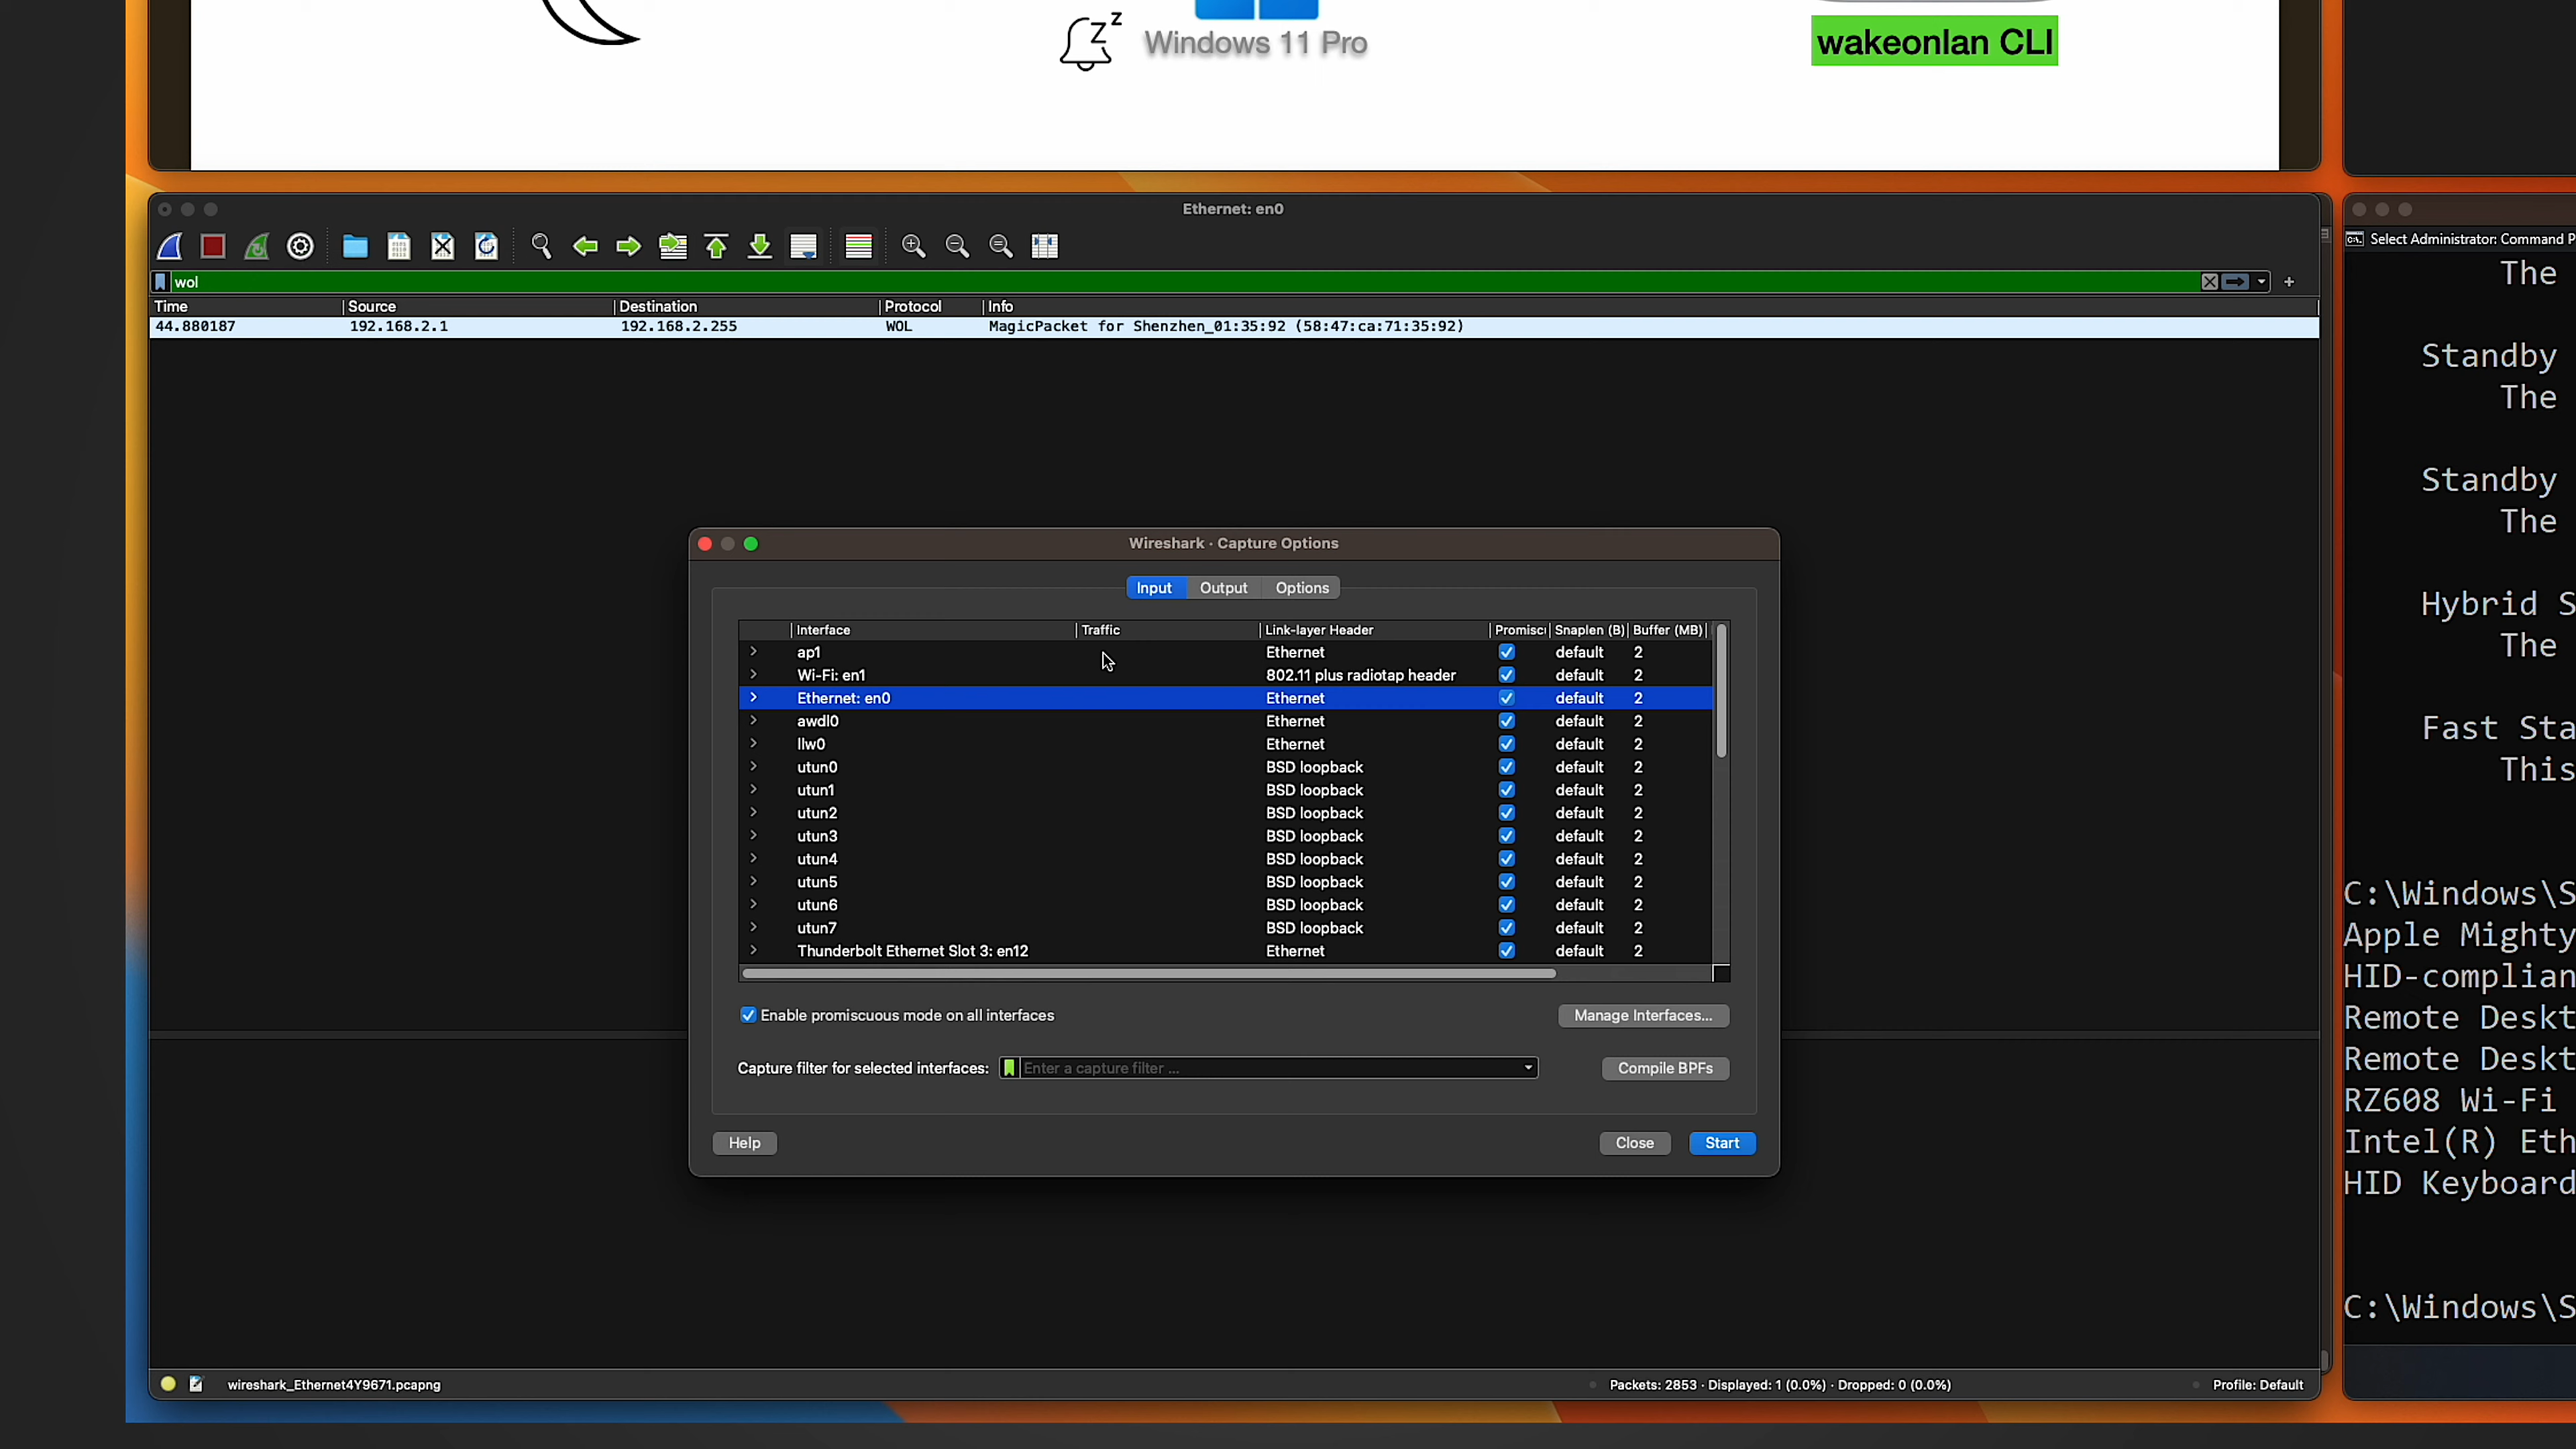 z
Z
Windows 11 Pro
wakeonlan CLI
Ethernet: en0
wol
Time Source Destination Protocol Info
44.880187 192.168.2.1 192.168.2.255 WOL MagicPacket for Shenzhen_01:35:92 (58:47:ca:71:35:92)
Wireshark · Capture Options
Input Output Options
Interface Traffic Link-layer Header Promisc Snaplen (B) Buffer (MB)
ap1 Ethernet default 2
Wi-Fi: en1 802.11 plus radiotap header default 2
Ethernet: en0 Ethernet default 2
awdl0 Ethernet default 2
llw0 Ethernet default 2
utun0 BSD loopback default 2
utun1 BSD loopback default 2
utun2 BSD loopback default 2
utun3 BSD loopback default 2
utun4 BSD loopback default 2
utun5 BSD loopback default 2
utun6 BSD loopback default 2
utun7 BSD loopback default 2
Thunderbolt Ethernet Slot 3: en12 Ethernet default 2
Enable promiscuous mode on all interfaces
Manage Interfaces...
Capture filter for selected interfaces: Enter a capture filter ... Compile BPFs
Help Close Start
wireshark_Ethernet4Y9671.pcapng
Packets: 2853 · Displayed: 1 (0.0%) · Dropped: 0 (0.0%)
Profile: Default
Select Administrator: Command P
The
Standby
The
Standby
The
Hybrid S
The
Fast Sta
This
C:\Windows\S
Apple Mighty
HID-complian
Remote Deskt
Remote Deskt
RZ608 Wi-Fi
Intel(R) Eth
HID Keyboard
C:\Windows\S